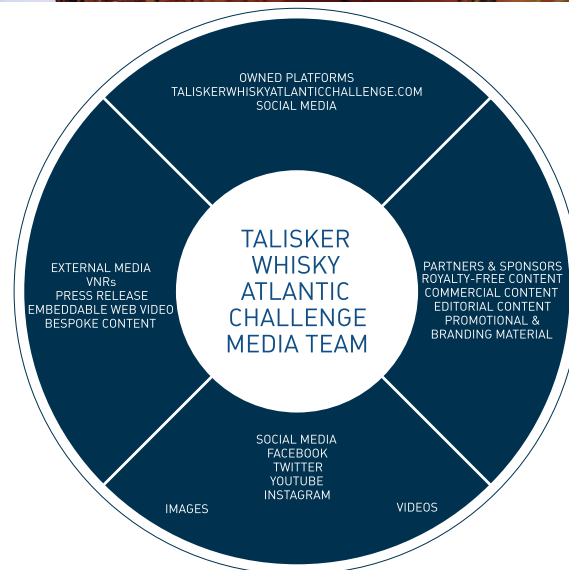 OWNED PLATFORMS
TALISKERWHISKYATLANTICCHALLENGE.COM
SOCIAL MEDIA
EXTERNAL MEDIA
VNRs
PRESS RELEASE
EMBEDDABLE WEB VIDEO
BESPOKE CONTENT
TALISKER
WHISKY
ATLANTIC
CHALLENGE
MEDIA TEAM
PARTNERS & SPONSORS
ROYALTY-FREE CONTENT
COMMERCIAL CONTENT
EDITORIAL CONTENT
PROMOTIONAL &
BRANDING MATERIAL
SOCIAL MEDIA
FACEBOOK
TWITTER
YOUTUBE
INSTAGRAM
IMAGES
VIDEOS